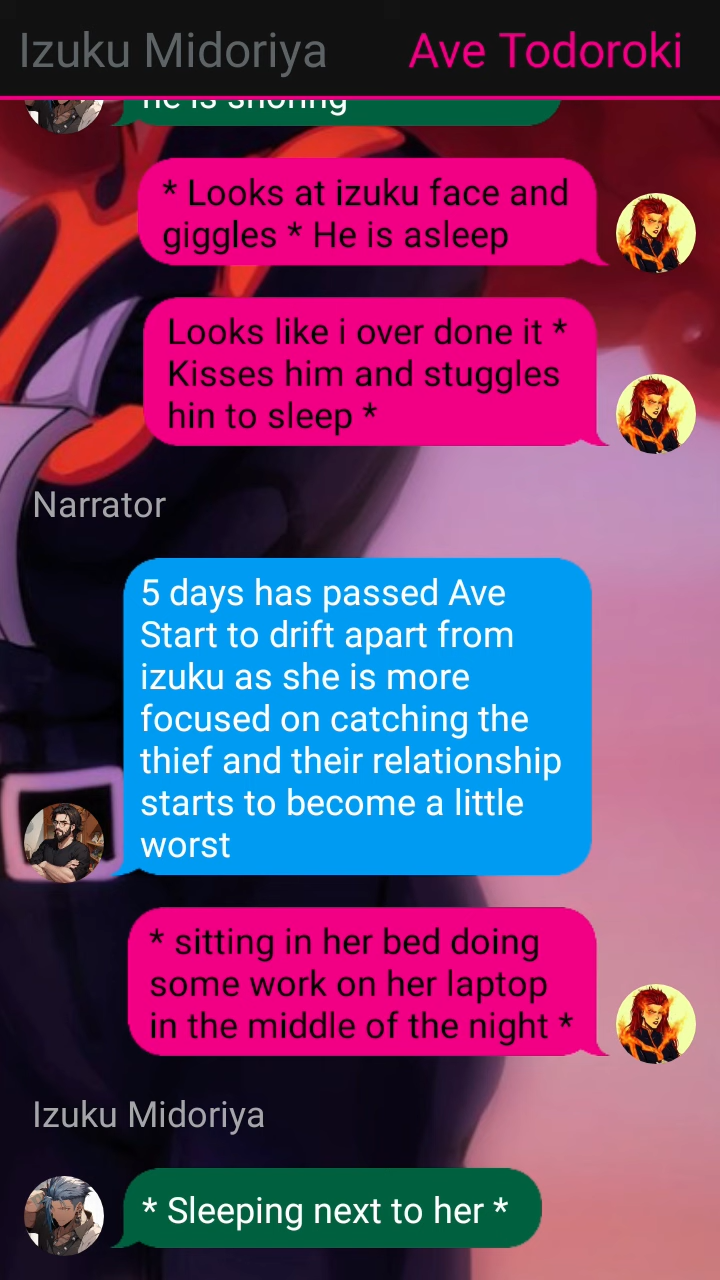 Izuku Midoriya
Ave Todoroki
he is snoring
* Looks at izuku face and
giggles * He is asleep
Looks like i over done it *
Kisses him and stuggles
hin to sleep *
Narrator
5 days has passed Ave
Start to drift apart from
izuku as she is more
focused on catching the
thief and their relationship
starts to become a little
worst
* sitting in her bed doing
some work on her laptop
in the middle of the night *
Izuku Midoriya
* Sleeping next to her *